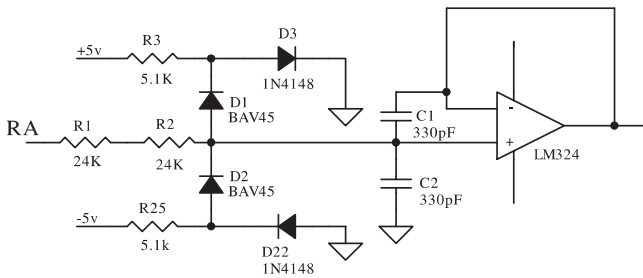 +5v
R3
5.1K
D3
1N4148
D1
BAV45
RA
R1
24K
R2
24K
C1
330pF
-
+
LM324
D2
BAV45
C2
330pF
-5v
R25
5.1k
D22
1N4148